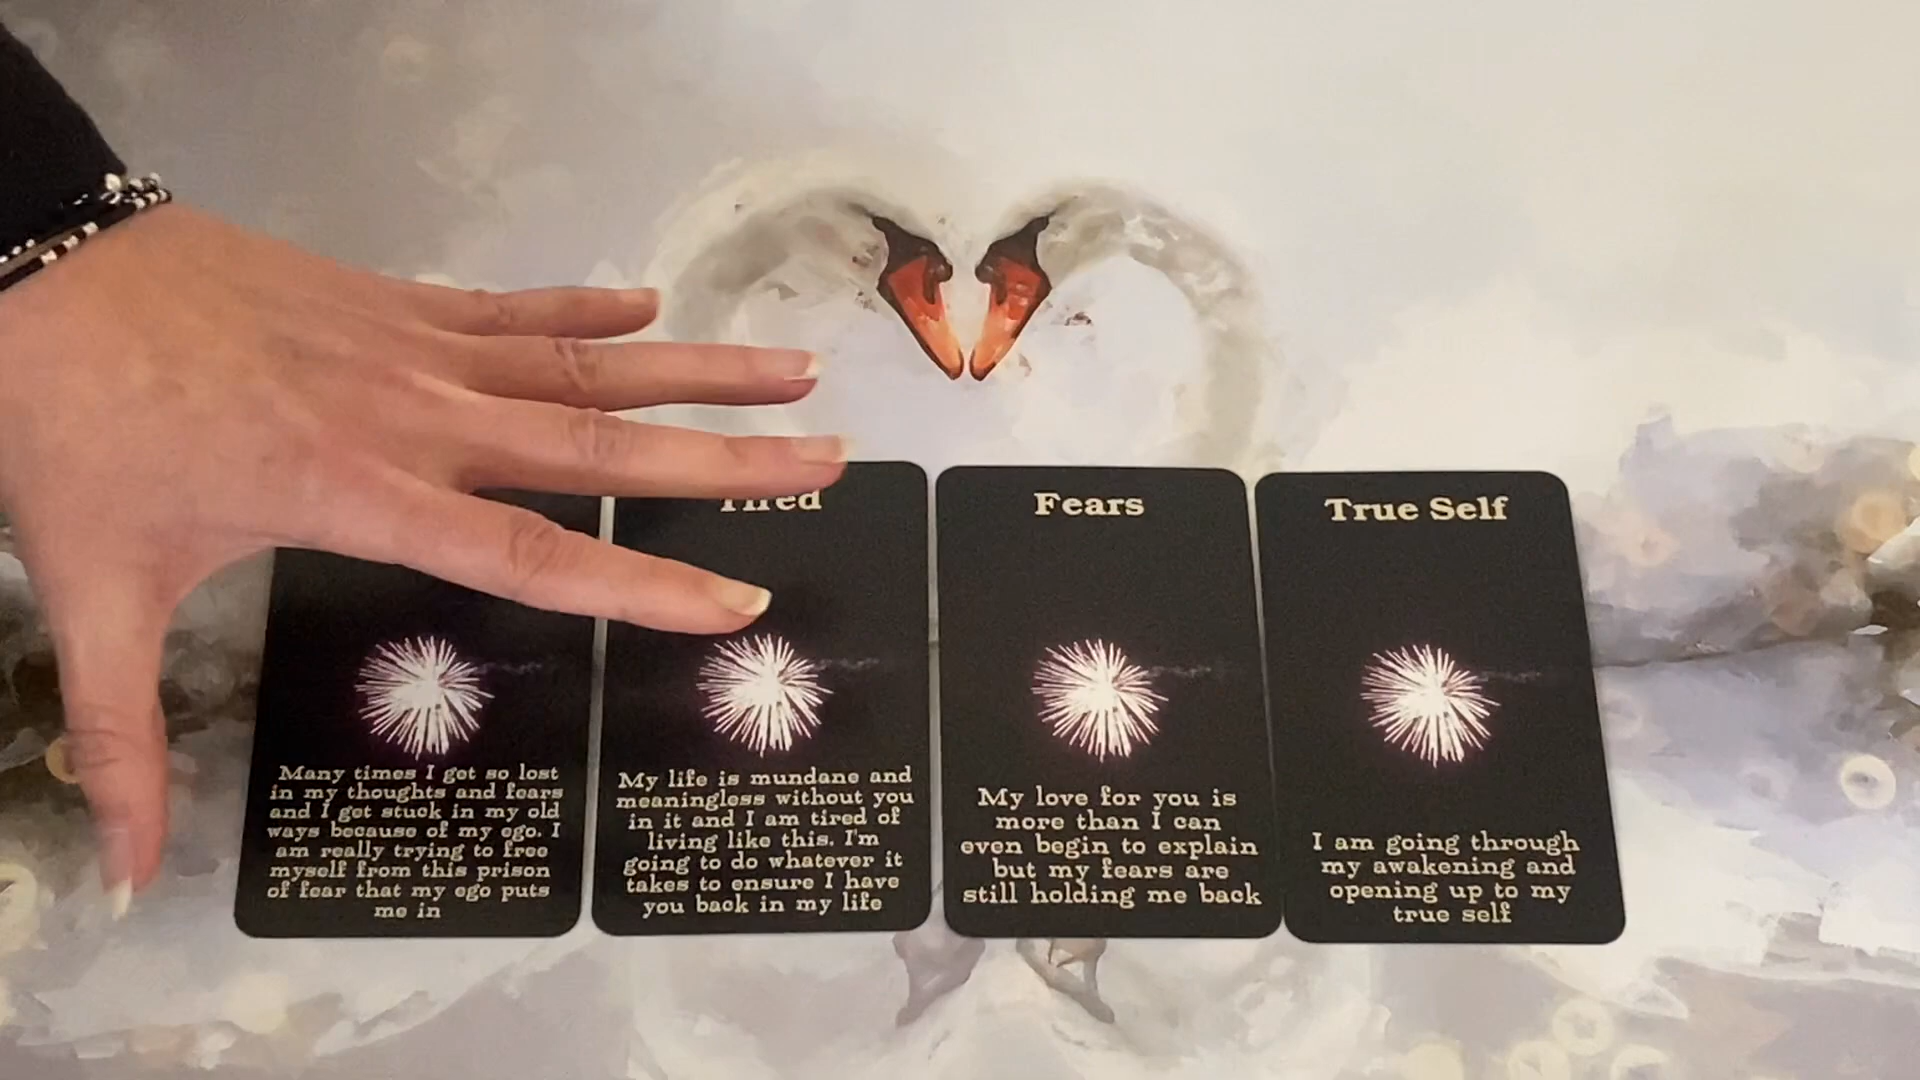 Many times I get so lost
in my thoughts and fears
and I get stuck in my old
ways because of my ego. I
am really trying to free
myself from this prison
of fear that my ego puts
me in
Tired
My life is mundane and
meaningless without you
in it and I am tired of
living like this. I'm
going to do whatever it
takes to ensure I have
you back in my life
Fears
My love for you is
more than I can
even begin to explain
but my fears are
still holding me back
True Self
I am going through
my awakening and
opening up to my
true self